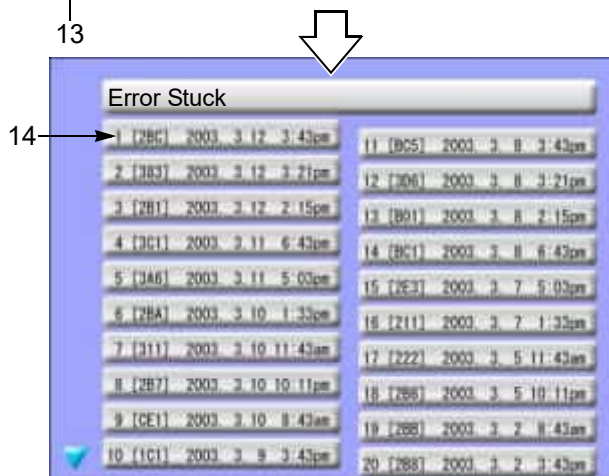 13
Error Stuck
14
1 [2BC] 2003. 3.12 3:43pm
2 [383] 2003. 3.12 3:21pm
3 [2B1] 2003. 3.12 2:15pm
4 [3C1] 2003. 3.11 6:43pm
5 [3A6] 2003. 3.11 5:03pm
6 [2BA] 2003. 3.10 1:33pm
7 [311] 2003. 3.10 11:43am
8 [2B7] 2003. 3.10 10:11pm
9 [CE1] 2003. 3.10 8:43am
10 [1C1] 2003. 3. 9 3:43pm
11 [BC5] 2003. 3. 8 3:43pm
12 [3D6] 2003. 3. 8 3:21pm
13 [B01] 2003. 3. 8 2:15pm
14 [BC1] 2003. 3. 8 6:43pm
15 [2E3] 2003. 3. 7 5:03pm
16 [211] 2003. 3. 7 1:33pm
17 [222] 2003. 3. 5 11:43am
18 [2B6] 2003. 3. 5 10:11pm
19 [2BB] 2003. 3. 2 8:43am
20 [2B8] 2003. 3. 2 3:43pm